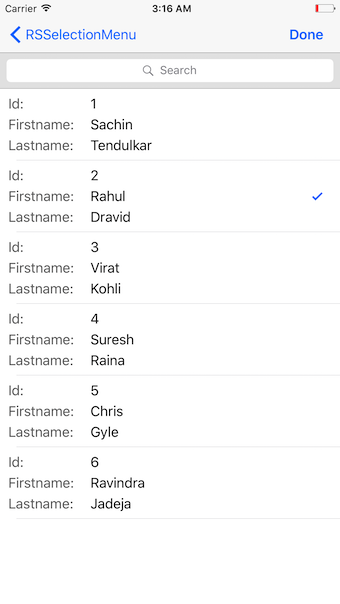 Carrier 3:16 AM
RSSelectionMenu Done
Search
Id: 1
Firstname: Sachin
Lastname: Tendulkar
Id: 2
Firstname: Rahul
Lastname: Dravid
Id: 3
Firstname: Virat
Lastname: Kohli
Id: 4
Firstname: Suresh
Lastname: Raina
Id: 5
Firstname: Chris
Lastname: Gyle
Id: 6
Firstname: Ravindra
Lastname: Jadeja